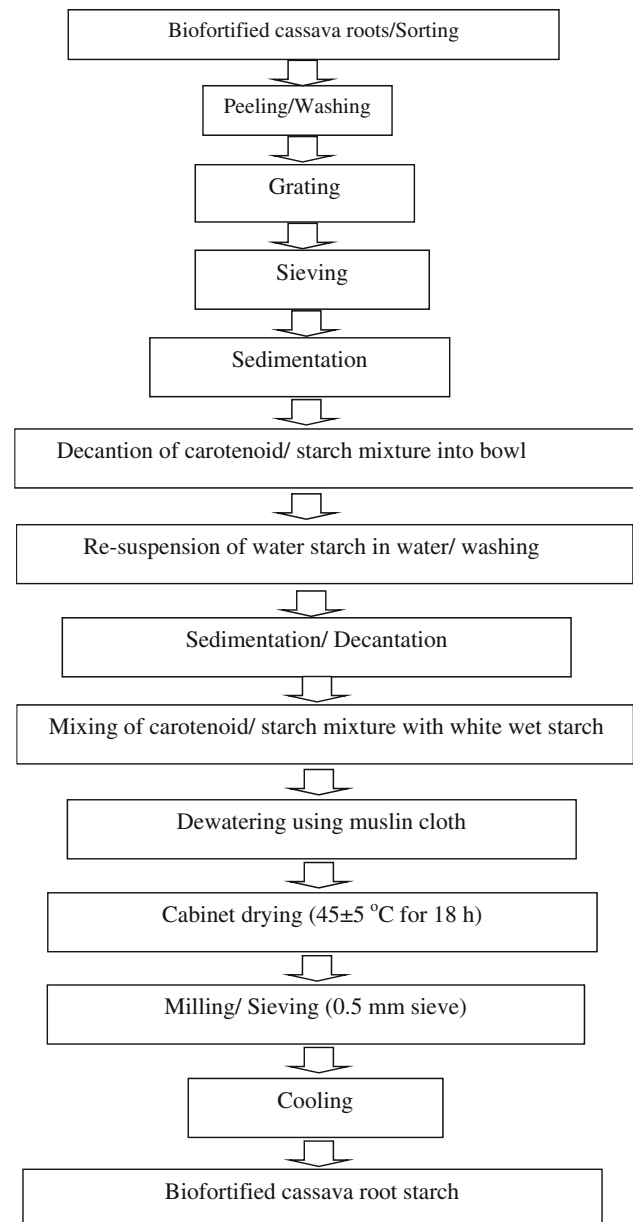 Biofortified cassava roots/Sorting
Peeling/Washing
Grating
Sieving
Sedimentation
Decantion of carotenoid/ starch mixture into bowl
Re-suspension of water starch in water/ washing
Sedimentation/ Decantation
Mixing of carotenoid/ starch mixture with white wet starch
Dewatering using muslin cloth
Cabinet drying (45±5 °C for 18 h)
Milling/ Sieving (0.5 mm sieve)
Cooling
Biofortified cassava root starch